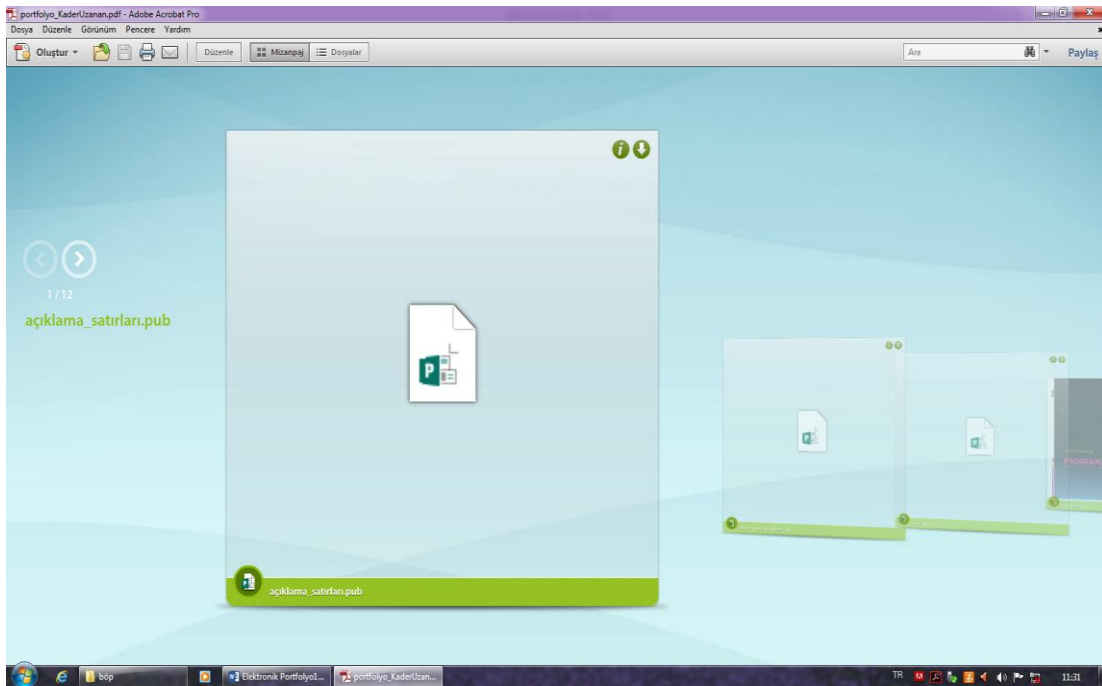 portfolyo_KaderUzanan.pdf - Adobe Acrobat Pro
Dosya Düzenle Görünüm Pencere Yardım
Oluştur Düzenle Mizanpaj Dosyalar Ara Paylaş
1 / 12
açıklama_satırları.pub
açıklama_satırları.pub
böp Elektronik Portfolyo1... portfolyo_KaderUzan... TR 11:31